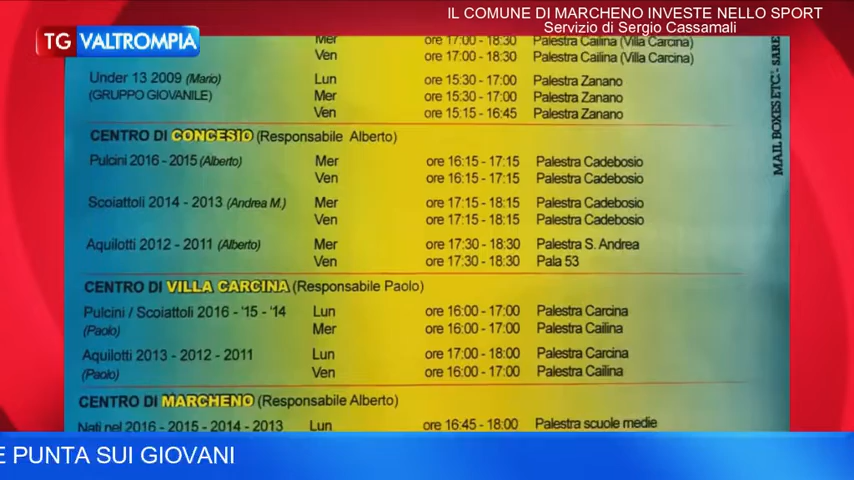 IL COMUNE DI MARCHENO INVESTE NELLO SPORT
Servizio di Sergio Cassamali
TG VALTROMPIA
Mer ore 17:00 - 18:30 Palestra Cailina (Villa Carcina)
Ven ore 17:00 - 18:30 Palestra Cailina (Villa Carcina)
Under 13 2009 (Mario) Lun ore 15:30 - 17:00 Palestra Zanano
(GRUPPO GIOVANILE) Mer ore 15:30 - 17:00 Palestra Zanano
Ven ore 15:15 - 16:45 Palestra Zanano
CENTRO DI CONCESIO (Responsabile Alberto)
Pulcini 2016 - 2015 (Alberto) Mer ore 16:15 - 17:15 Palestra Cadebosio
Ven ore 16:15 - 17:15 Palestra Cadebosio
Scoiattoli 2014 - 2013 (Andrea M.) Mer ore 17:15 - 18:15 Palestra Cadebosio
Ven ore 17:15 - 18:15 Palestra Cadebosio
Aquilotti 2012 - 2011 (Alberto) Mer ore 17:30 - 18:30 Palestra S. Andrea
Ven ore 17:30 - 18:30 Pala 53
CENTRO DI VILLA CARCINA (Responsabile Paolo)
Pulcini / Scoiattoli 2016 - '15 - '14 Lun ore 16:00 - 17:00 Palestra Carcina
(Paolo) Mer ore 16:00 - 17:00 Palestra Cailina
Aquilotti 2013 - 2012 - 2011 Lun ore 17:00 - 18:00 Palestra Carcina
(Paolo) Ven ore 16:00 - 17:00 Palestra Cailina
CENTRO DI MARCHENO (Responsabile Alberto)
Nati nel 2016 - 2015 - 2014 - 2013 Lun ore 16:45 - 18:00 Palestra scuole medie
MAIL BOXES ETC. - SARE
E PUNTA SUI GIOVANI